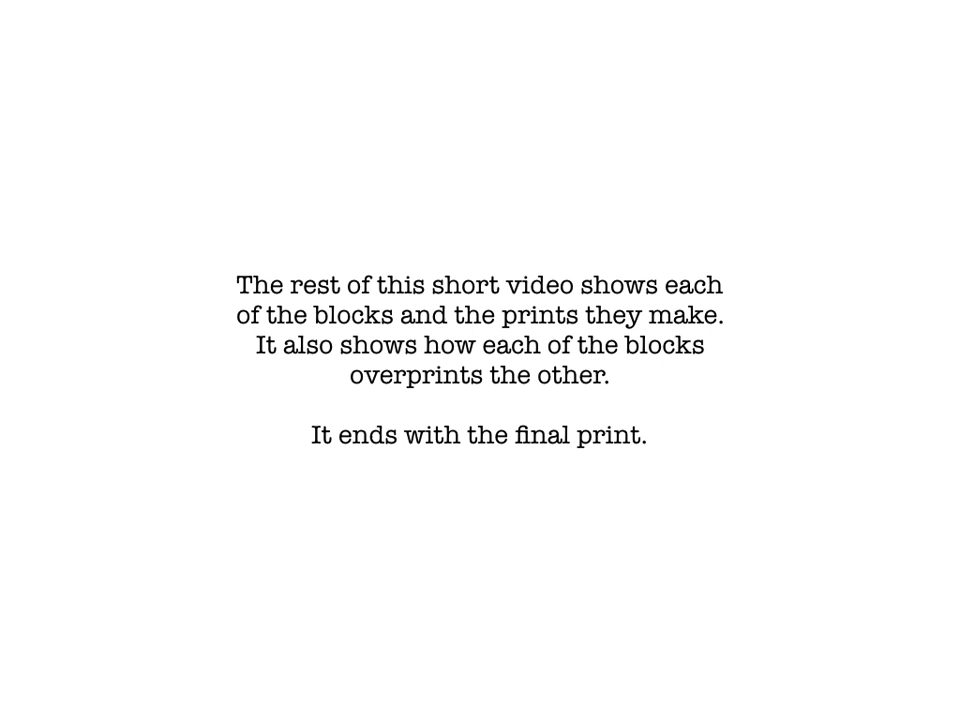 The rest of this short video shows each
of the blocks and the prints they make.
It also shows how each of the blocks
overprints the other.
It ends with the final print.